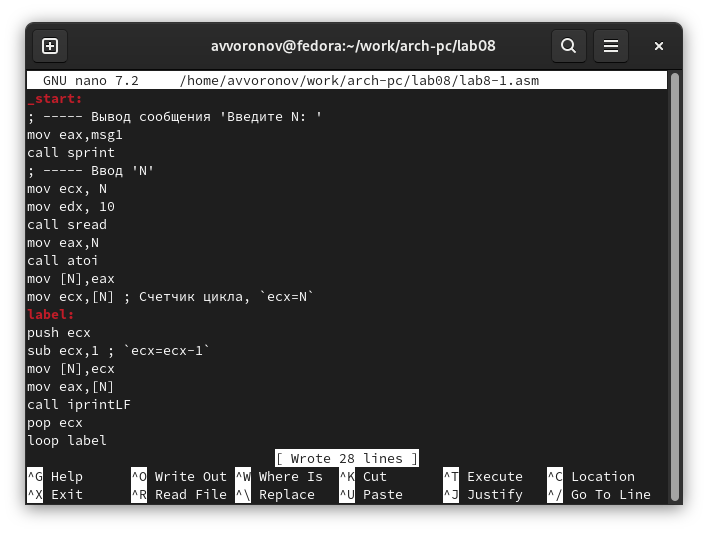 avvoronov@fedora:~/work/arch-pc/lab08
GNU nano 7.2 /home/avvoronov/work/arch-pc/lab08/lab8-1.asm
_start:
; ----- Вывод сообщения 'Введите N: '
mov eax,msg1
call sprint
; ----- Ввод 'N'
mov ecx, N
mov edx, 10
call sread
mov eax,N
call atoi
mov [N],eax
mov ecx,[N] ; Счетчик цикла, `ecx=N`
label:
push ecx
sub ecx,1 ; `ecx=ecx-1`
mov [N],ecx
mov eax,[N]
call iprintLF
pop ecx
loop label
[ Wrote 28 lines ]
^G Help ^O Write Out ^W Where Is ^K Cut ^T Execute ^C Location
^X Exit ^R Read File ^\ Replace ^U Paste ^J Justify ^/ Go To Line